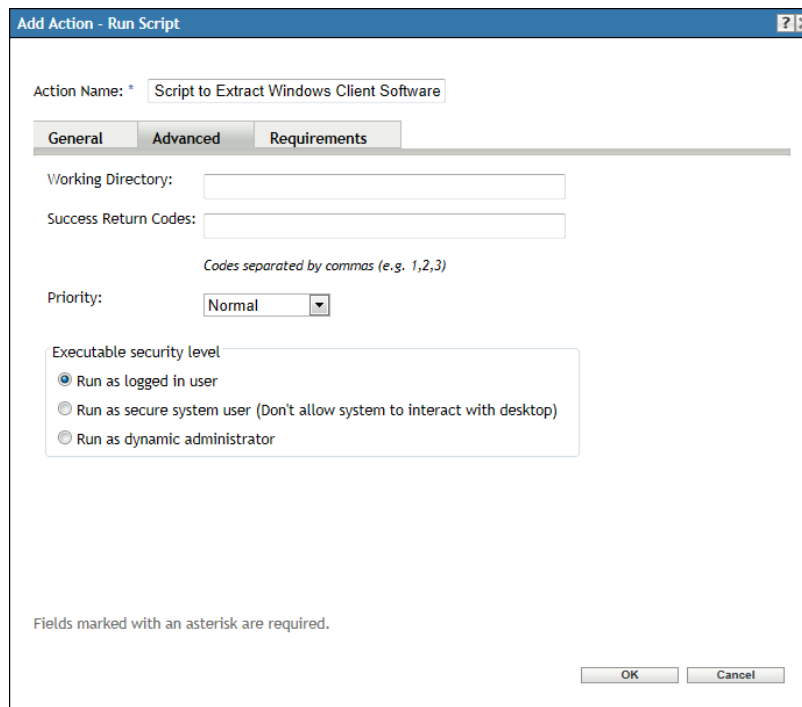 Add Action - Run Script
?
Action Name: * Script to Extract Windows Client Software
General Advanced Requirements
Working Directory:
Success Return Codes:
Codes separated by commas (e.g. 1,2,3)
Priority: Normal
Executable security level
Run as logged in user
Run as secure system user (Don't allow system to interact with desktop)
Run as dynamic administrator
Fields marked with an asterisk are required.
OK Cancel